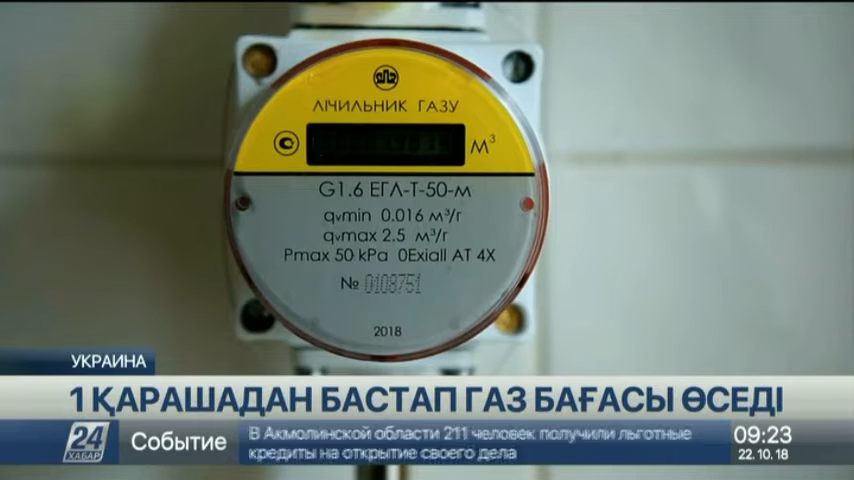 ЛІЧИЛЬНИК ГАЗУ
М³
G1.6 ЕГЛ-Т-50-м
qvmin 0.016 м³/г
qvmax 2.5 м³/г
Pmax 50 kPa 0ExiaII AT 4X
№ 0108751
2018
УКРАИНА
1 ҚАРАШАДАН БАСТАП ГАЗ БАҒАСЫ ӨСЕДІ
24
ХАБАР
Событие
В Акмолинской области 211 человек получили льготные
кредиты на открытие своего дела
09:23
22.10.18